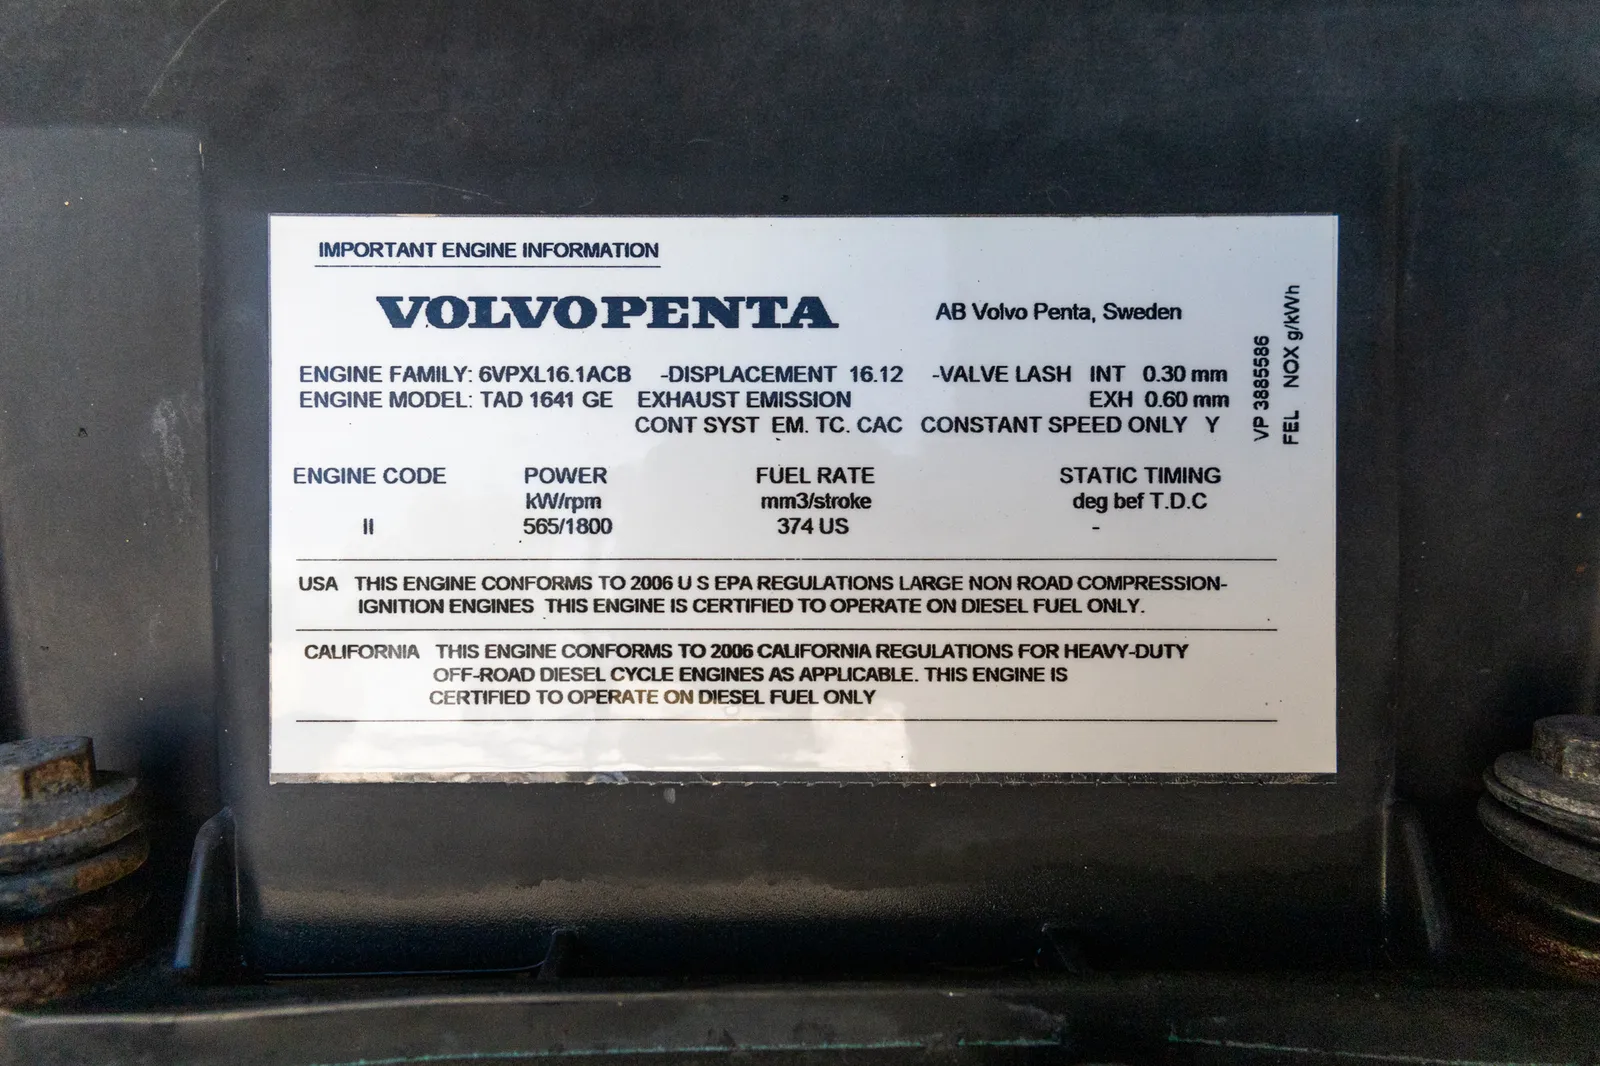 IMPORTANT ENGINE INFORMATION
VOLVO PENTA
AB Volvo Penta, Sweden
ENGINE FAMILY: 6VPXL16.1ACB -DISPLACEMENT 16.12 -VALVE LASH INT 0.30 mm
ENGINE MODEL: TAD 1641 GE EXHAUST EMISSION EXH 0.60 mm
CONT SYST EM. TC. CAC CONSTANT SPEED ONLY Y
VP 3885586
FEL NOX g/kWh
ENGINE CODE POWER FUEL RATE STATIC TIMING
kW/rpm mm3/stroke deg bef T.D.C
II 565/1800 374 US -
USA THIS ENGINE CONFORMS TO 2006 U S EPA REGULATIONS LARGE NON ROAD COMPRESSION-
IGNITION ENGINES THIS ENGINE IS CERTIFIED TO OPERATE ON DIESEL FUEL ONLY.
CALIFORNIA THIS ENGINE CONFORMS TO 2006 CALIFORNIA REGULATIONS FOR HEAVY-DUTY
OFF-ROAD DIESEL CYCLE ENGINES AS APPLICABLE. THIS ENGINE IS
CERTIFIED TO OPERATE ON DIESEL FUEL ONLY